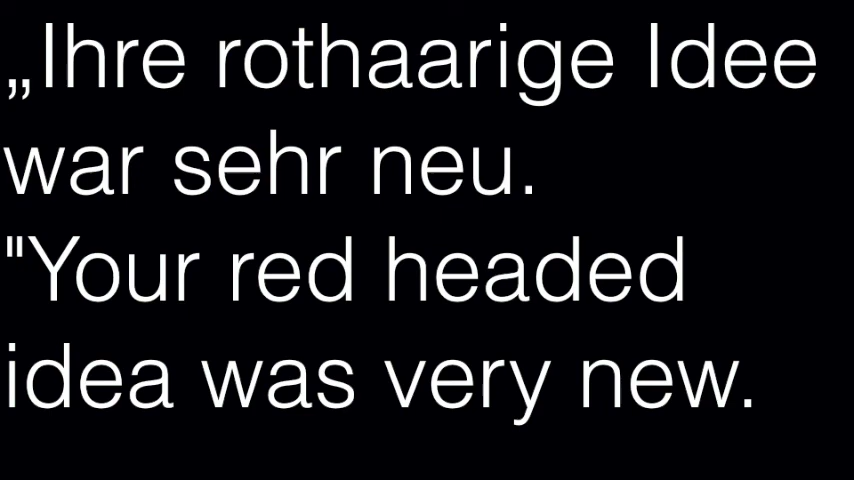 „Ihre rothaarige Idee
war sehr neu.
"Your red headed
idea was very new.